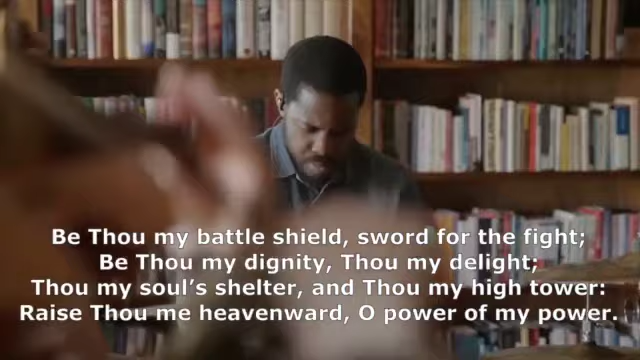 Be Thou my battle shield, sword for the fight;
Be Thou my dignity, Thou my delight;
Thou my soul’s shelter, and Thou my high tower:
Raise Thou me heavenward, O power of my power.